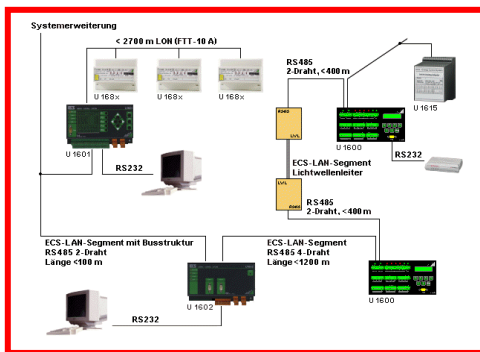 Systemerweiterung
< 2700 m LON (FTT-10 A)
U 168x
U 168x
U 168x
U 1601
RS232
RS485
2-Draht, <400 m
U 1615
U 1600
RS232
ECS-LAN-Segment
Lichtwellenleiter
RS485
2-Draht, <400 m
ECS-LAN-Segment mit Busstruktur
RS485 2-Draht
Länge <100 m
ECS-LAN-Segment
RS485 4-Draht
Länge <1200 m
U 1602
RS232
U 1600